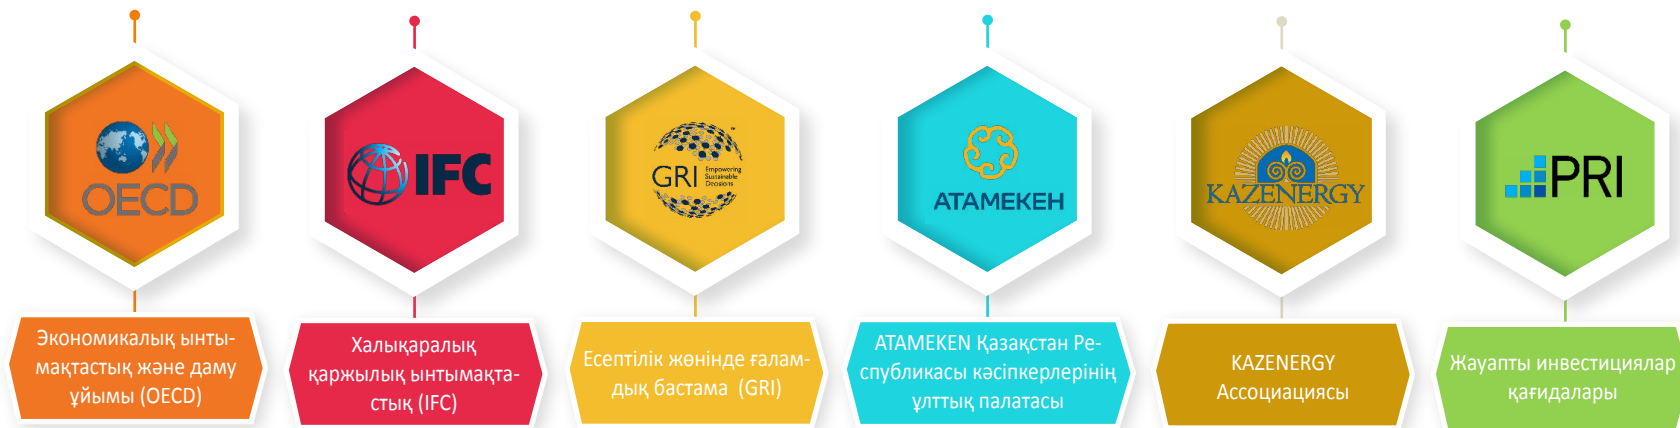 OECD
IFC
GRI Empowering
Sustainable
Decisions
™
АТАМЕКЕН
KAZENERGY
PRI
Экономикалық ынты-
мақтастық және даму
ұйымы (OECD)
Халықаралық
қаржылық ынтымақта-
стық (IFC)
Есептілік жөнінде ғалам-
дық бастама (GRI)
ATAMEKEN Қазақстан Ре-
спубликасы кәсіпкерлерінің
ұлттық палатасы
KAZENERGY
Ассоциациясы
Жауапты инвестициялар
қағидалары